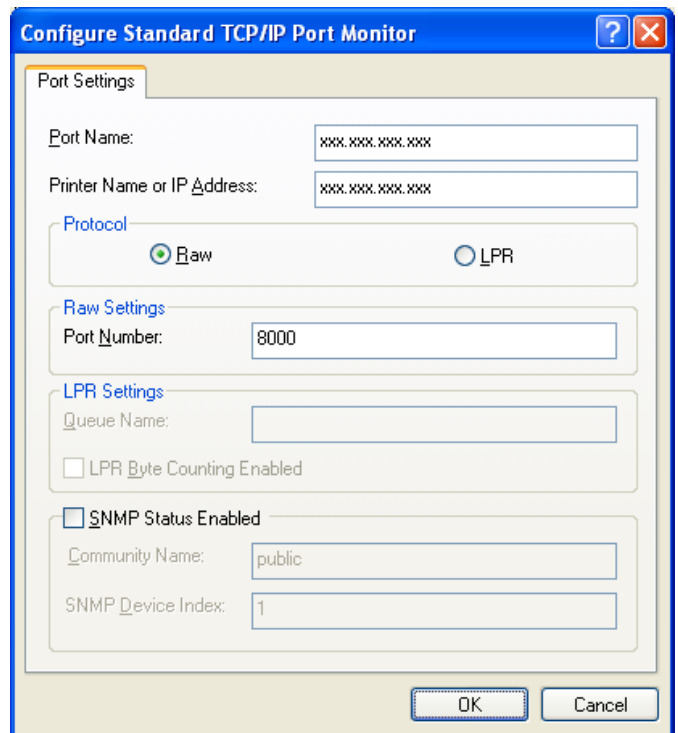 Configure Standard TCP/IP Port Monitor
Port Settings
Port Name: xxx.xxx.xxx.xxx
Printer Name or IP Address: xxx.xxx.xxx.xxx
Protocol
Raw LPR
Raw Settings
Port Number: 8000
LPR Settings
Queue Name:
LPR Byte Counting Enabled
SNMP Status Enabled
Community Name: public
SNMP Device Index: 1
OK Cancel